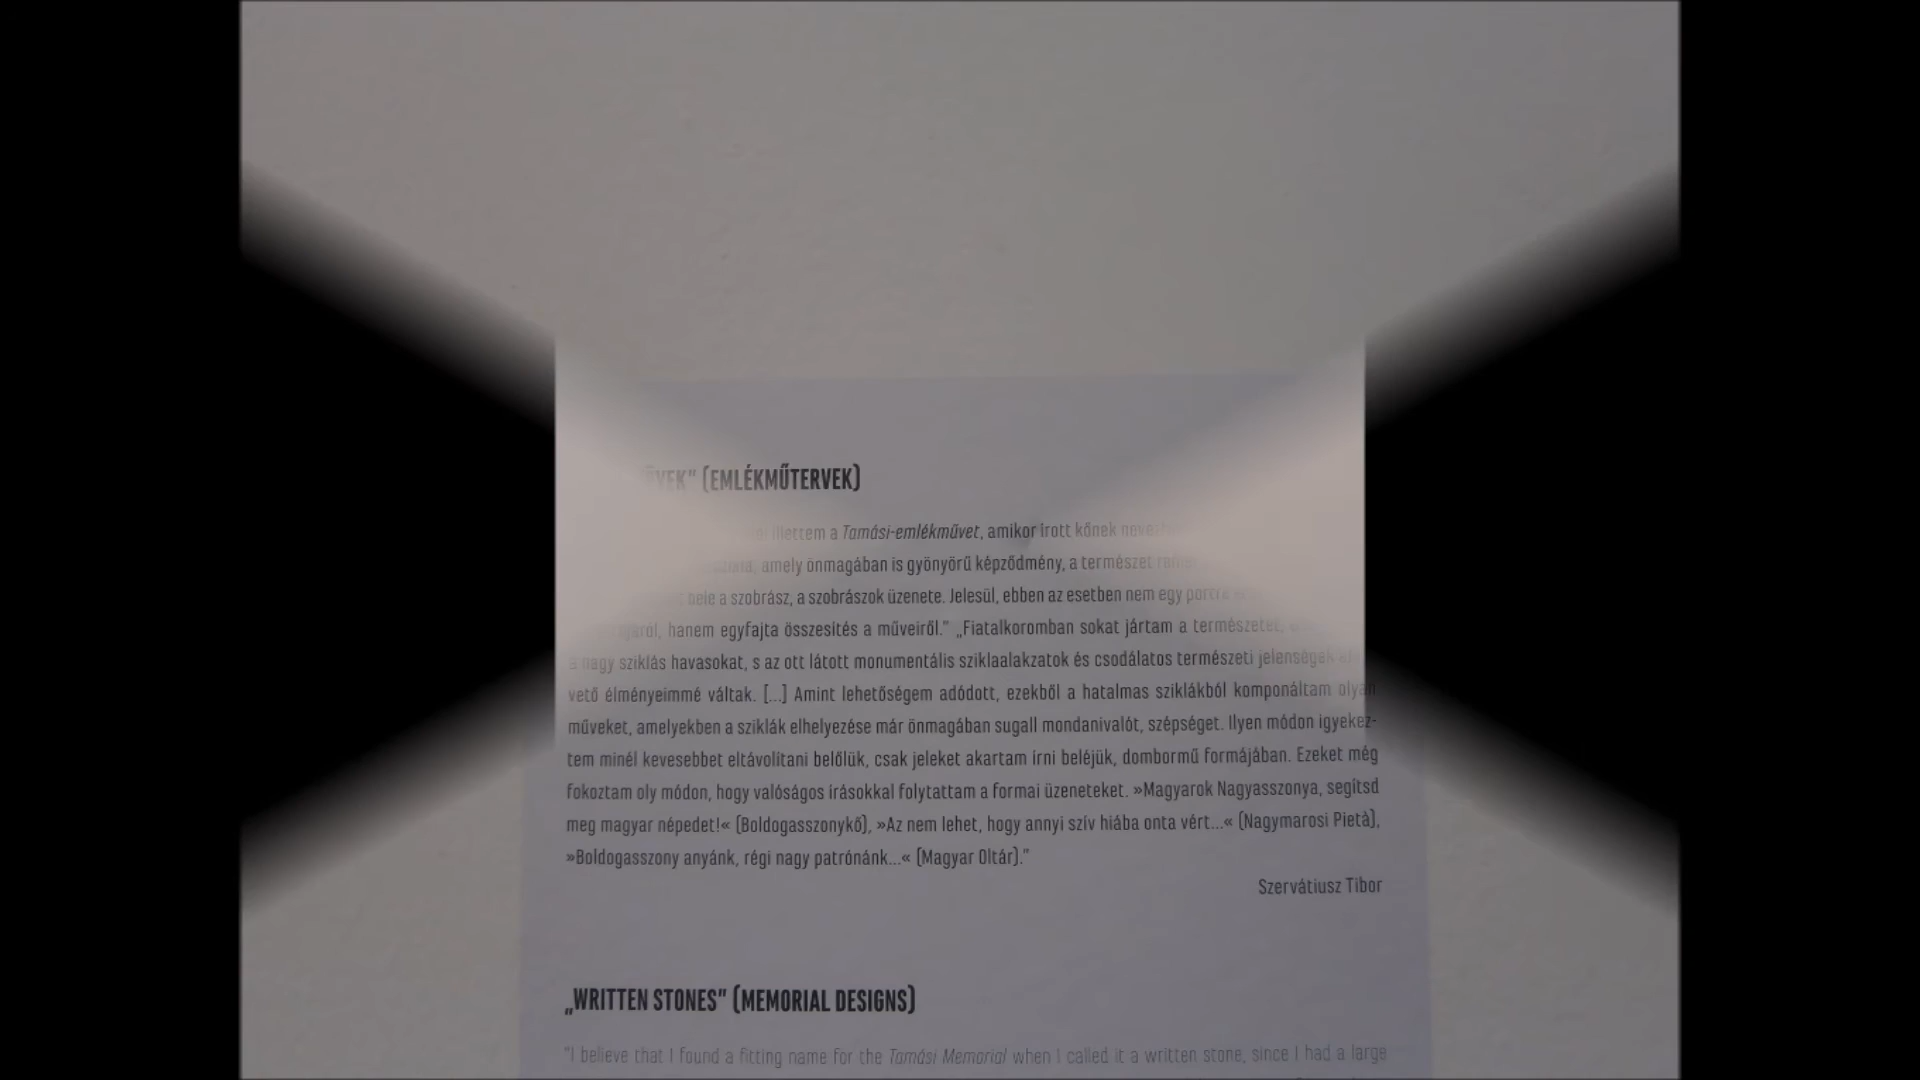 (EMLÉKMŰTERVEK)
illettem a Tamási-emlékművet, amikor írott kőnek
amely önmagában is gyönyörű képződmény, a természet
bele a szobrász, a szobrászok üzenete. Jelesül, ebben az esetben nem egy portré
hanem egyfajta összesítés a műveiről.” „Fiatalkoromban sokat jártam a természetet,
a nagy sziklás havasokat, s az ott látott monumentális sziklaalakzatok és csodálatos természeti jelenségek
vető élményeimmé váltak. [...] Amint lehetőségem adódott, ezekből a hatalmas sziklákból komponáltam olyan
műveket, amelyekben a sziklák elhelyezése már önmagában sugall mondanivalót, szépséget. Ilyen módon igyekez-
tem minél kevesebbet eltávolítani belőlük, csak jeleket akartam írni beléjük, dombormű formájában. Ezeket még
fokoztam oly módon, hogy valóságos írásokkal folytattam a formai üzeneteket. »Magyarok Nagyasszonya, segítsd
meg magyar népedet!« (Boldogasszonykő), »Az nem lehet, hogy annyi szív hiába onta vért...« (Nagymarosi Pietà),
»Boldogasszony anyánk, régi nagy patrónánk...« (Magyar Oltár).”
Szervátiusz Tibor
„WRITTEN STONES” (MEMORIAL DESIGNS)
“I believe that I found a fitting name for the Tamási Memorial when I called it a written stone, since I had a large